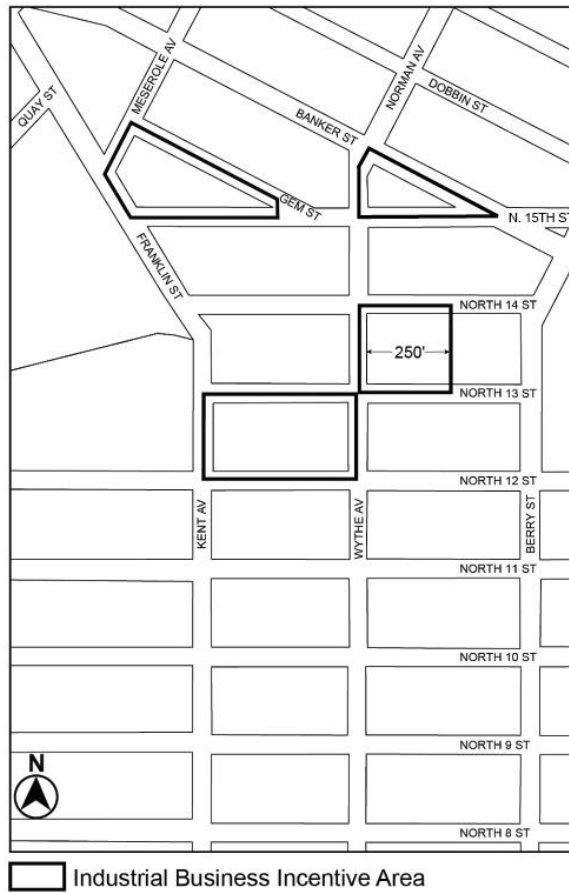 QUAY ST
MESEROLE AV
NORMAN AV
DOBBIN ST
BANKER ST
GEM ST
N. 15TH ST
FRANKLIN ST
NORTH 14 ST
250'
NORTH 13 ST
NORTH 12 ST
KENT AV
WYTHE AV
BERRY ST
NORTH 11 ST
NORTH 10 ST
N
NORTH 9 ST
NORTH 8 ST
Industrial Business Incentive Area